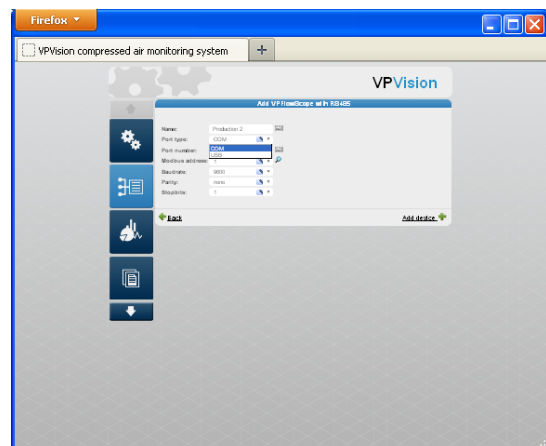 Firefox
VPVision compressed air monitoring system
VPVision
Add VPFlowScope with RS485
Name: Production 2
Port type: COM
COM
USB
Port number:
Modbus address: 1
Baudrate: 9600
Parity: none
Stopbits: 1
Back
Add device